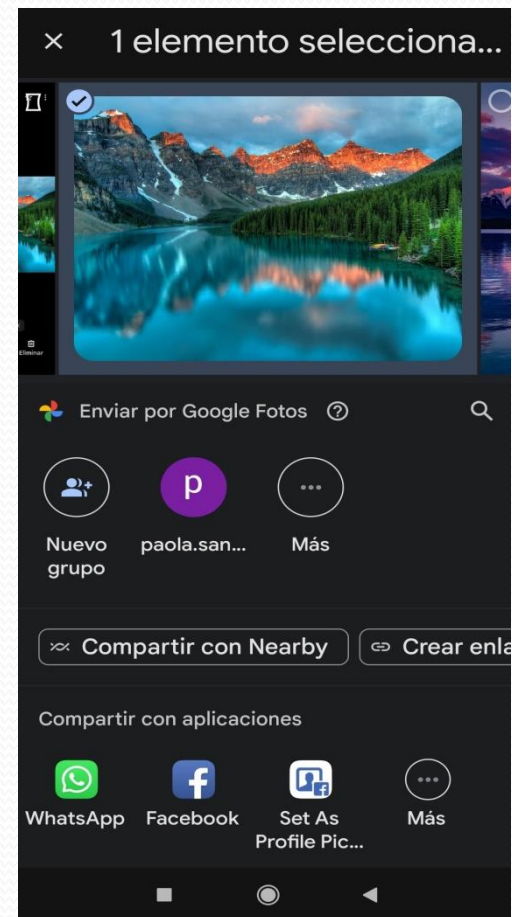 1 elemento selecciona...
Eliminar
Enviar por Google Fotos
p
Nuevo grupo
paola.san...
Más
Compartir con Nearby
Crear enla
Compartir con aplicaciones
WhatsApp
Facebook
Set As
Profile Pic...
Más